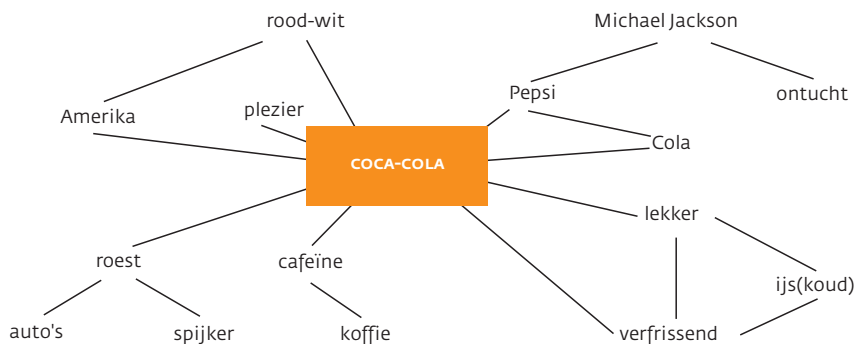 rood-wit
Michael Jackson
Amerika
plezier
Pepsi
ontucht
COCA-COLA
Cola
lekker
roest
cafeïne
ijs(koud)
auto's
spijker
koffie
verfrissend